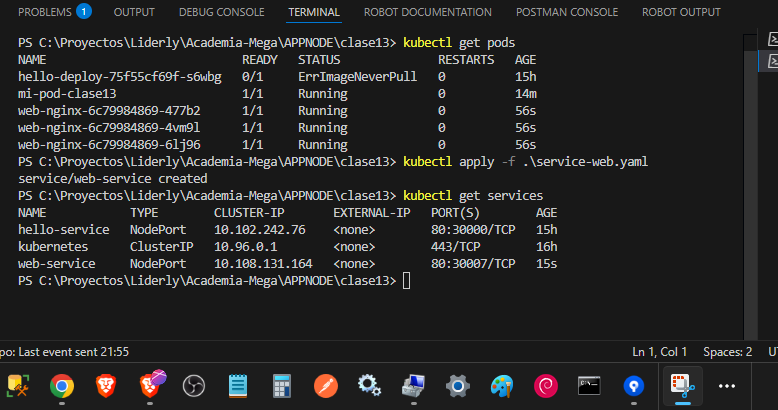 PROBLEMS 1 OUTPUT DEBUG CONSOLE TERMINAL ROBOT DOCUMENTATION POSTMAN CONSOLE ROBOT OUTPUT
PS C:\Proyectos\Liderly\Academia-Mega\APPNODE\clase13> kubectl get pods
NAME READY STATUS RESTARTS AGE
hello-deploy-75f55cf69f-s6wbg 0/1 ErrImageNeverPull 0 15h
mi-pod-clase13 1/1 Running 0 14m
web-nginx-6c79984869-477b2 1/1 Running 0 56s
web-nginx-6c79984869-4vm9l 1/1 Running 0 56s
web-nginx-6c79984869-6lj96 1/1 Running 0 56s
PS C:\Proyectos\Liderly\Academia-Mega\APPNODE\clase13> kubectl apply -f .\service-web.yaml
service/web-service created
PS C:\Proyectos\Liderly\Academia-Mega\APPNODE\clase13> kubectl get services
NAME TYPE CLUSTER-IP EXTERNAL-IP PORT(S) AGE
hello-service NodePort 10.102.242.76 <none> 80:30000/TCP 15h
kubernetes ClusterIP 10.96.0.1 <none> 443/TCP 16h
web-service NodePort 10.108.131.164 <none> 80:30007/TCP 15s
PS C:\Proyectos\Liderly\Academia-Mega\APPNODE\clase13>
po: Last event sent 21:55 Ln 1, Col 1 Spaces: 2